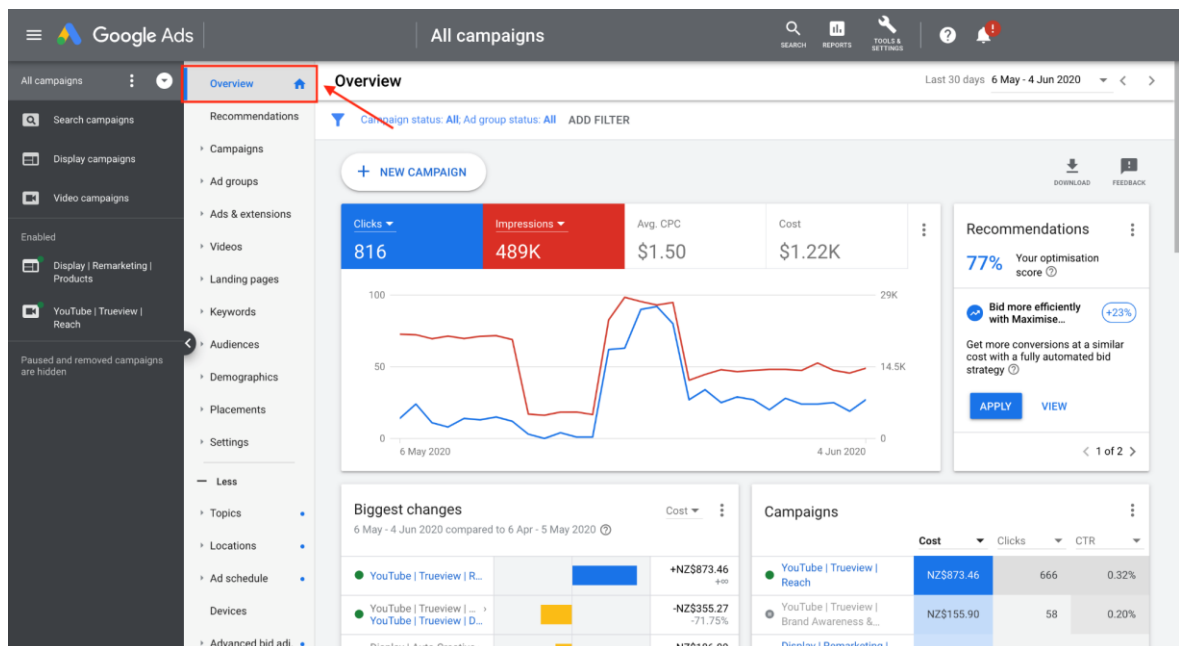 Google Ads
All campaigns
SEARCH
REPORTS
TOOLS &
SETTINGS
?
!
All campaigns
Search campaigns
Display campaigns
Video campaigns
Enabled
Display | Remarketing |
Products
YouTube | Trueview |
Reach
Paused and removed campaigns
are hidden
Overview
Recommendations
Campaigns
Ad groups
Ads & extensions
Videos
Landing pages
Keywords
Audiences
Demographics
Placements
Settings
Less
Topics
Locations
Ad schedule
Devices
Advanced bid adj.
Overview
Last 30 days 6 May - 4 Jun 2020
Campaign status: All; Ad group status: All ADD FILTER
+ NEW CAMPAIGN
DOWNLOAD
FEEDBACK
Clicks
816
Impressions
489K
Avg. CPC
$1.50
Cost
$1.22K
100
50
0
29K
14.5K
0
6 May 2020
4 Jun 2020
Recommendations
77% Your optimisation
score
Bid more efficiently
with Maximise...
+23%
Get more conversions at a similar
cost with a fully automated bid
strategy
APPLY VIEW
1 of 2
Biggest changes
Cost
6 May - 4 Jun 2020 compared to 6 Apr - 5 May 2020
YouTube | Trueview | R...
+NZ$873.46
+∞
YouTube | Trueview | ...
YouTube | Trueview | D...
-NZ$355.27
-71.75%
Campaigns
Cost Clicks CTR
YouTube | Trueview |
Reach
NZ$873.46 666 0.32%
YouTube | Trueview |
Brand Awareness &...
NZ$155.90 58 0.20%
Display | Remarketing |